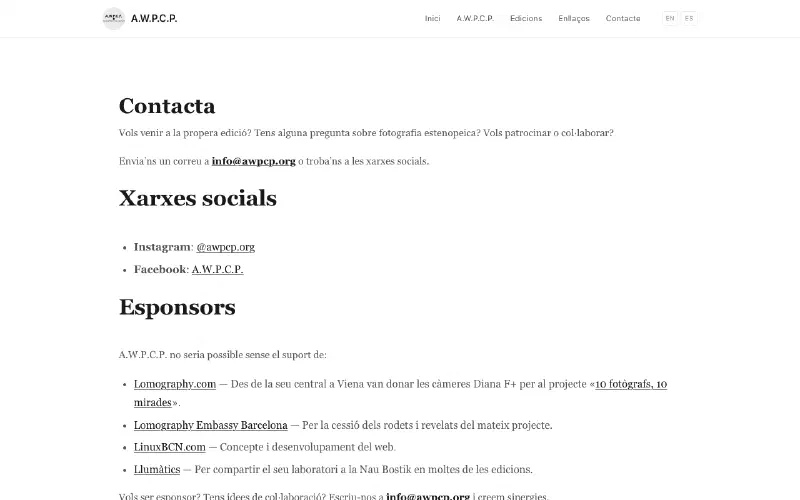 A.W.P.C.P.
Inici
A.W.P.C.P.
Edicions
Enllaços
Contacte
EN
ES
Contacta
Vols venir a la propera edició? Tens alguna pregunta sobre fotografia estenopeica? Vols patrocinar o col·laborar?
Envia'ns un correu a info@awpcp.org o troba'ns a les xarxes socials.
Xarxes socials
• Instagram: @awpcp.org
• Facebook: A.W.P.C.P.
Esponsors
A.W.P.C.P. no seria possible sense el suport de:
• Lomography.com — Des de la seu central a Viena van donar les càmeres Diana F+ per al projecte «10 fotògrafs, 10
mirades».
• Lomography Embassy Barcelona — Per la cessió dels rodets i revelats del mateix projecte.
• LinuxBCN.com — Concepte i desenvolupament del web.
• Llumàtics — Per compartir el seu laboratori a la Nau Bostik en moltes de les edicions.
Vols ser esponsor? Tens idees de col·laboració? Escriu-nos a info@awpcp.org i creem sinergies.